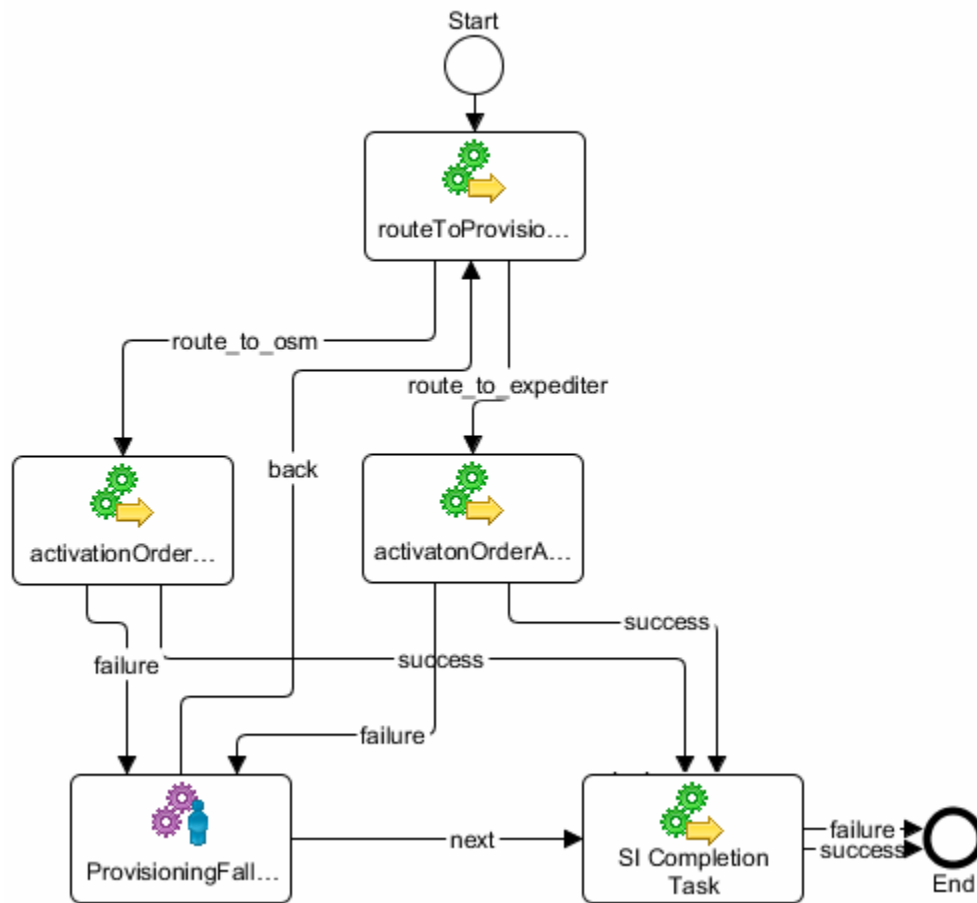 Start
routeToProvisio...
route_to_osm
route_to_expediter
back
activationOrder...
activatonOrderA...
success
failure
success
failure
ProvisioningFall...
next
SI Completion
Task
failure
success
End